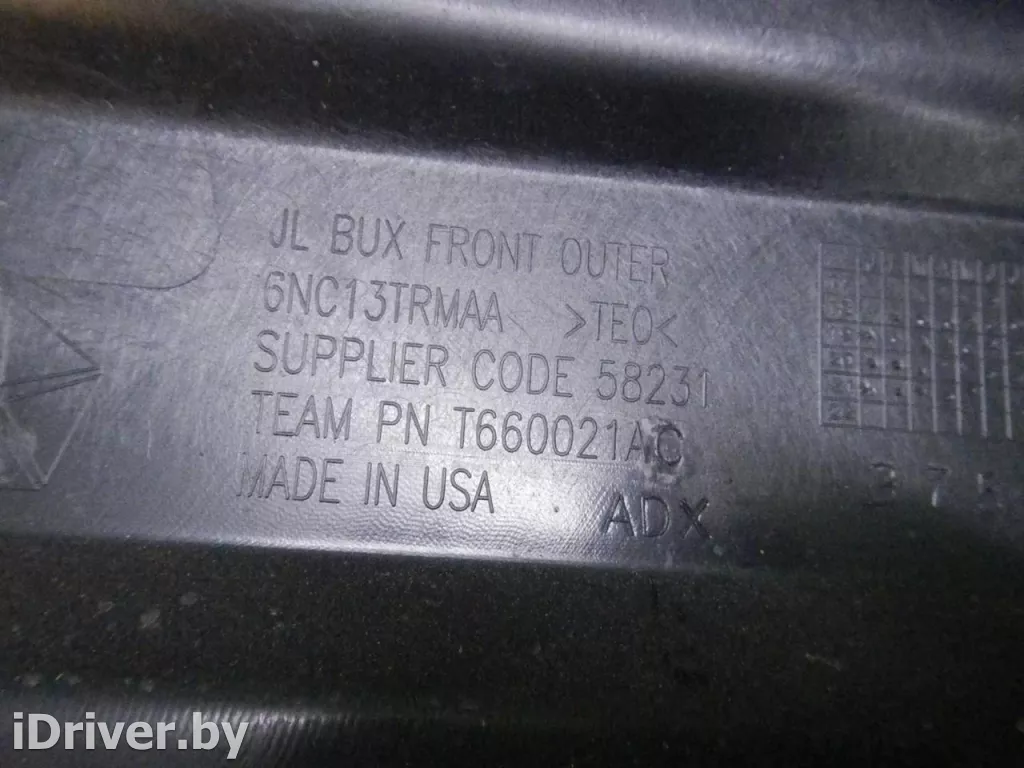 JL BUX FRONT OUTER
6NC13TRMAA >TEO<
SUPPLIER CODE 58231
TEAM PN T660021AC
MADE IN USA ADX
iDriver.by